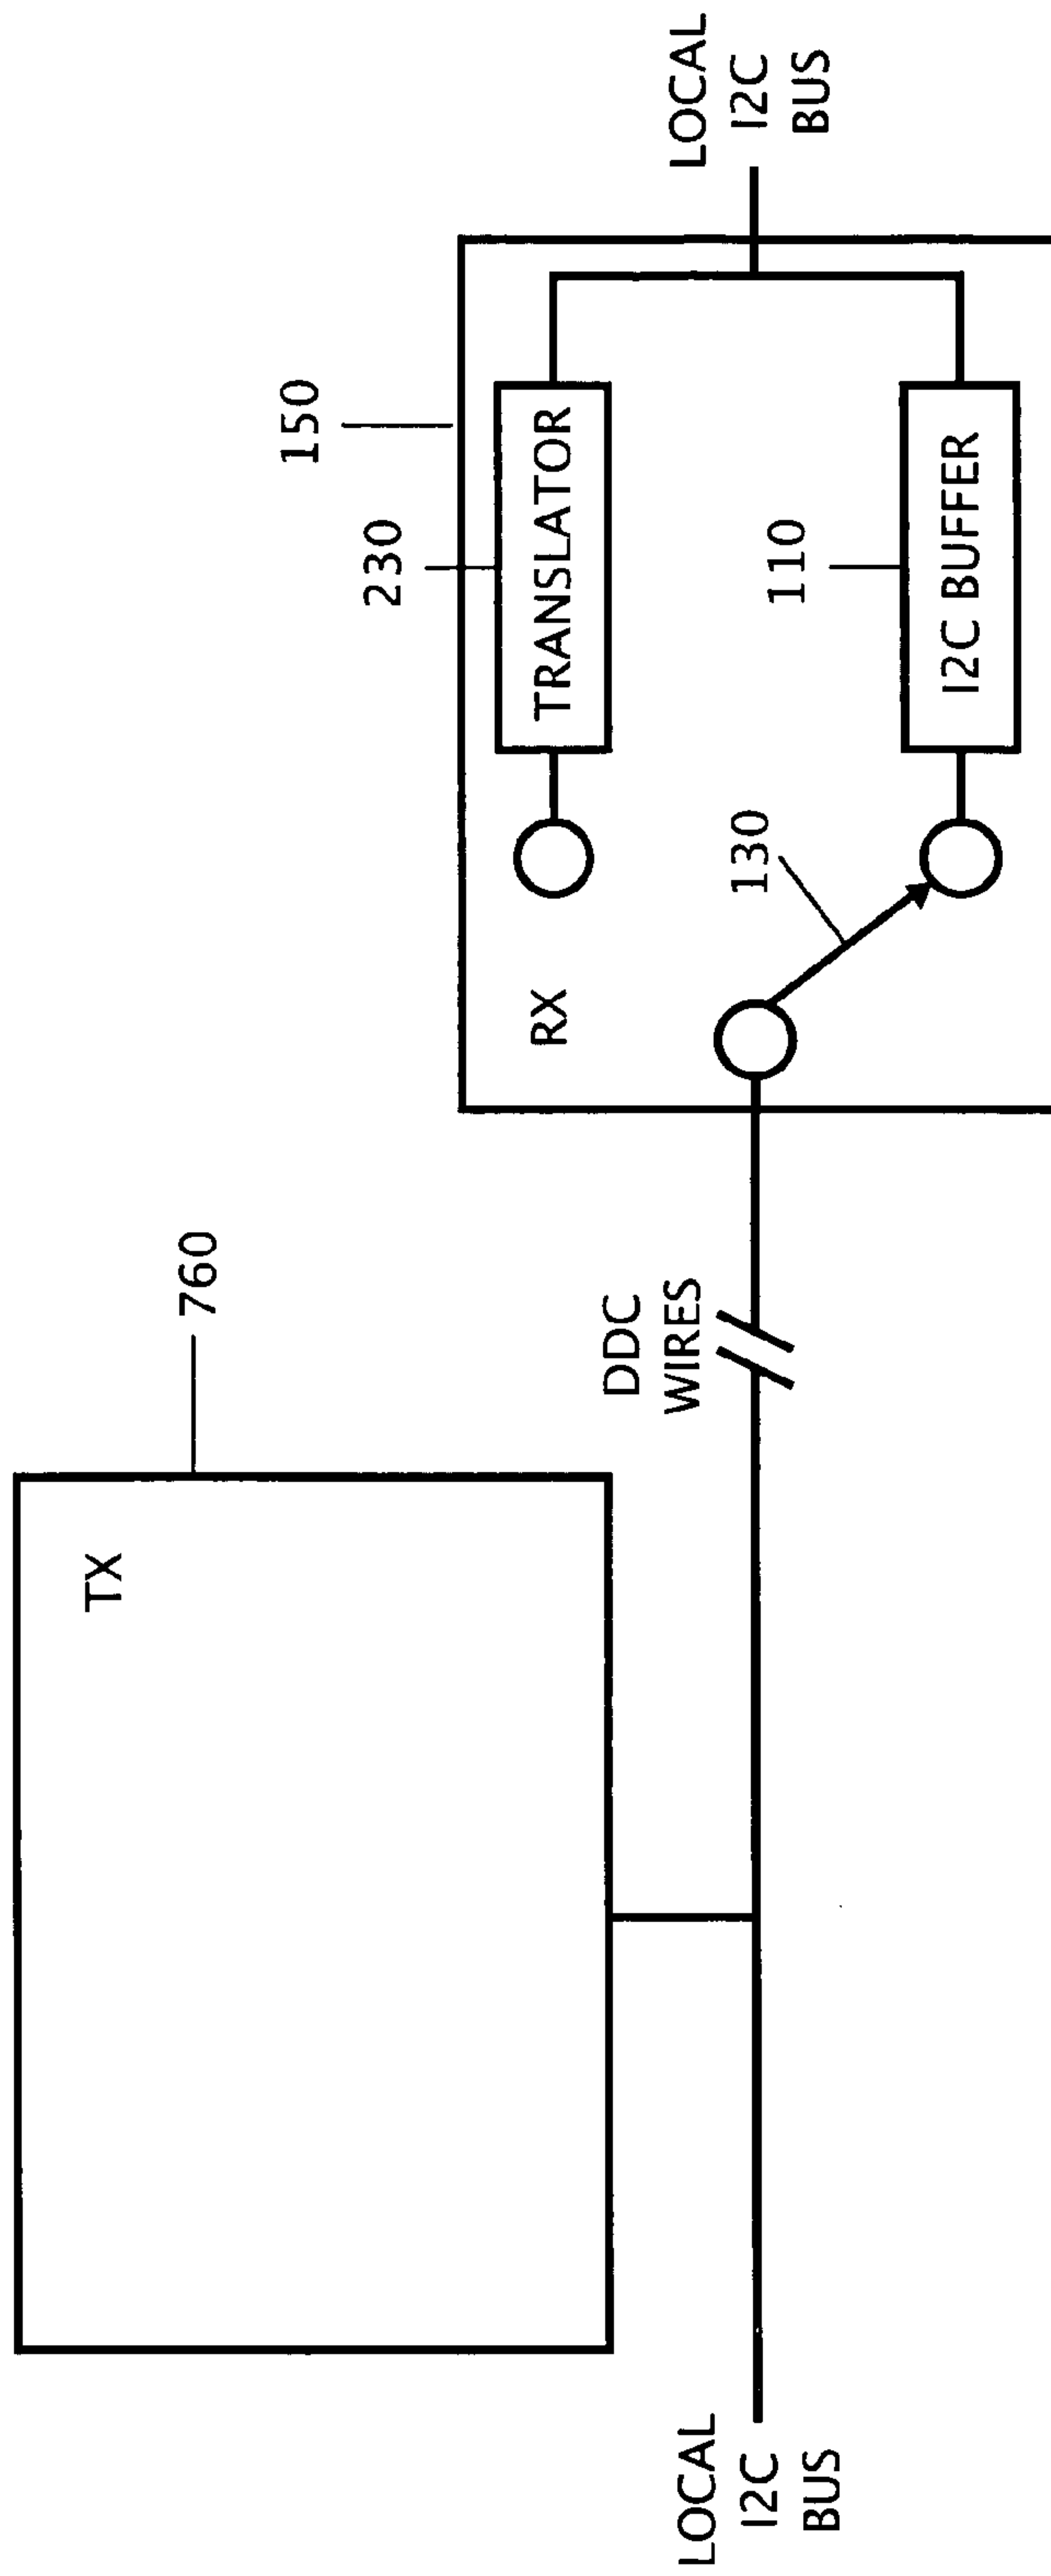 TX
760
LOCAL
I2C
BUS
DDC
WIRES
150
230
RX
TRANSLATOR
130
110
I2C BUFFER
LOCAL
I2C
BUS